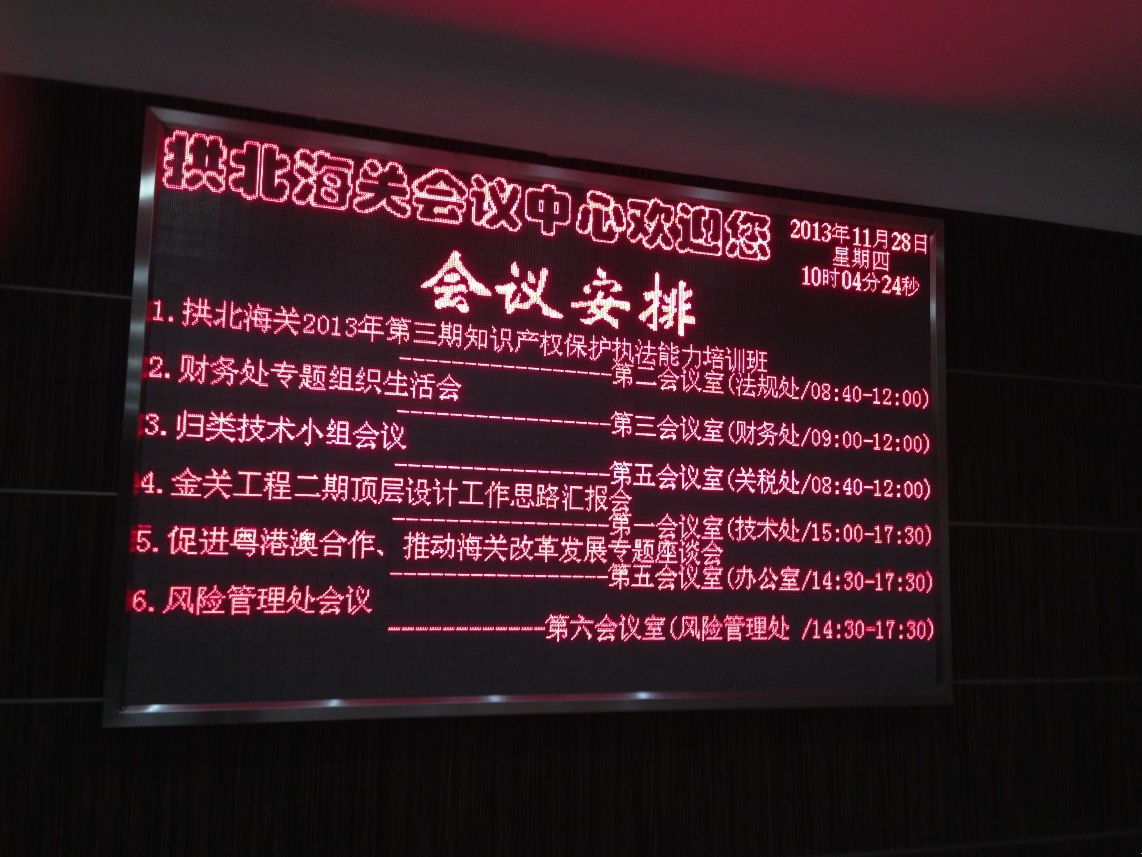 拱北海关会议中心欢迎您
2013年11月28日
星期四
10时04分24秒
会议安排
1.拱北海关2013年第三期知识产权保护执法能力培训班
----------------第二会议室(法规处/08:40-12:00)
2.财务处专题组织生活会
----------------第三会议室(财务处/09:00-12:00)
3.归类技术小组会议
----------------第五会议室(关税处/08:40-12:00)
4.金关工程二期顶层设计工作思路汇报会
----------------第一会议室(技术处/15:00-17:30)
5.促进粤港澳合作、推动海关改革发展专题座谈会
----------------第五会议室(办公室/14:30-17:30)
6.风险管理处会议
------------第六会议室(风险管理处 /14:30-17:30)